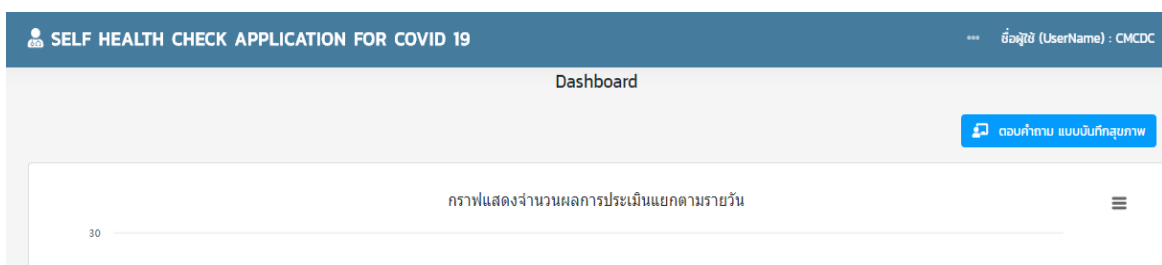 SELF HEALTH CHECK APPLICATION FOR COVID 19 ชื่อผู้ใช้ (UserName) : CMCDC
Dashboard
ตอบคำถาม แบบบันทึกสุขภาพ
กราฟแสดงจำนวนผลการประเมินแยกตามรายวัน
30